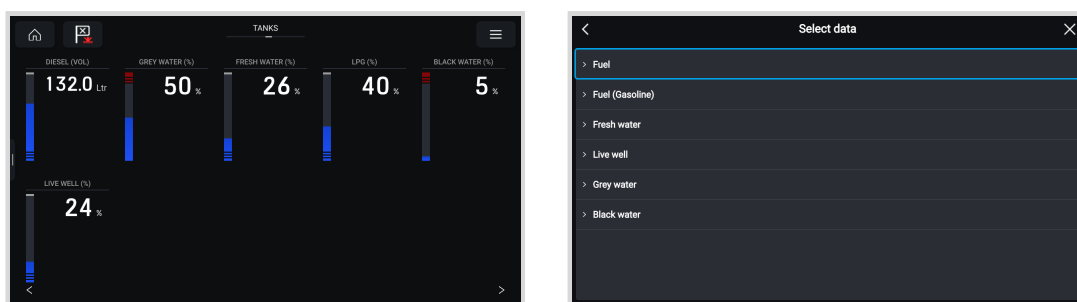 TANKS
DIESEL (VOL)
132.0 Ltr
GREY WATER (%)
50 %
FRESH WATER (%)
26 %
LPG (%)
40 %
BLACK WATER (%)
5 %
LIVE WELL (%)
24 %
Select data
Fuel
Fuel (Gasoline)
Fresh water
Live well
Grey water
Black water